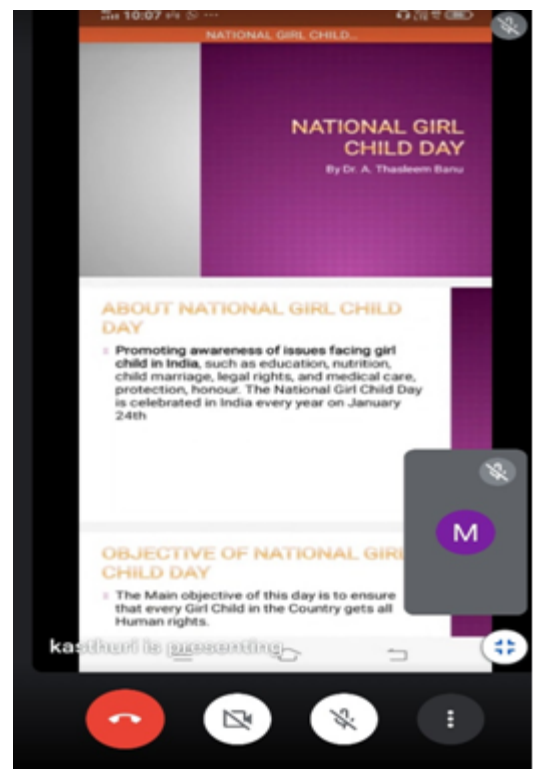 10:07
NATIONAL GIRL CHILD...
NATIONAL GIRL
CHILD DAY
By Dr. A. Thasleem Banu
ABOUT NATIONAL GIRL CHILD
DAY
Promoting awareness of issues facing girl
child in India, such as education, nutrition,
child marriage, legal rights, and medical care,
protection, honour. The National Girl Child Day
is celebrated in India every year on January
24th
M
OBJECTIVE OF NATIONAL GIRL
CHILD DAY
The Main objective of this day is to ensure
that every Girl Child in the Country gets all
Human rights.
kasthuri is presenting